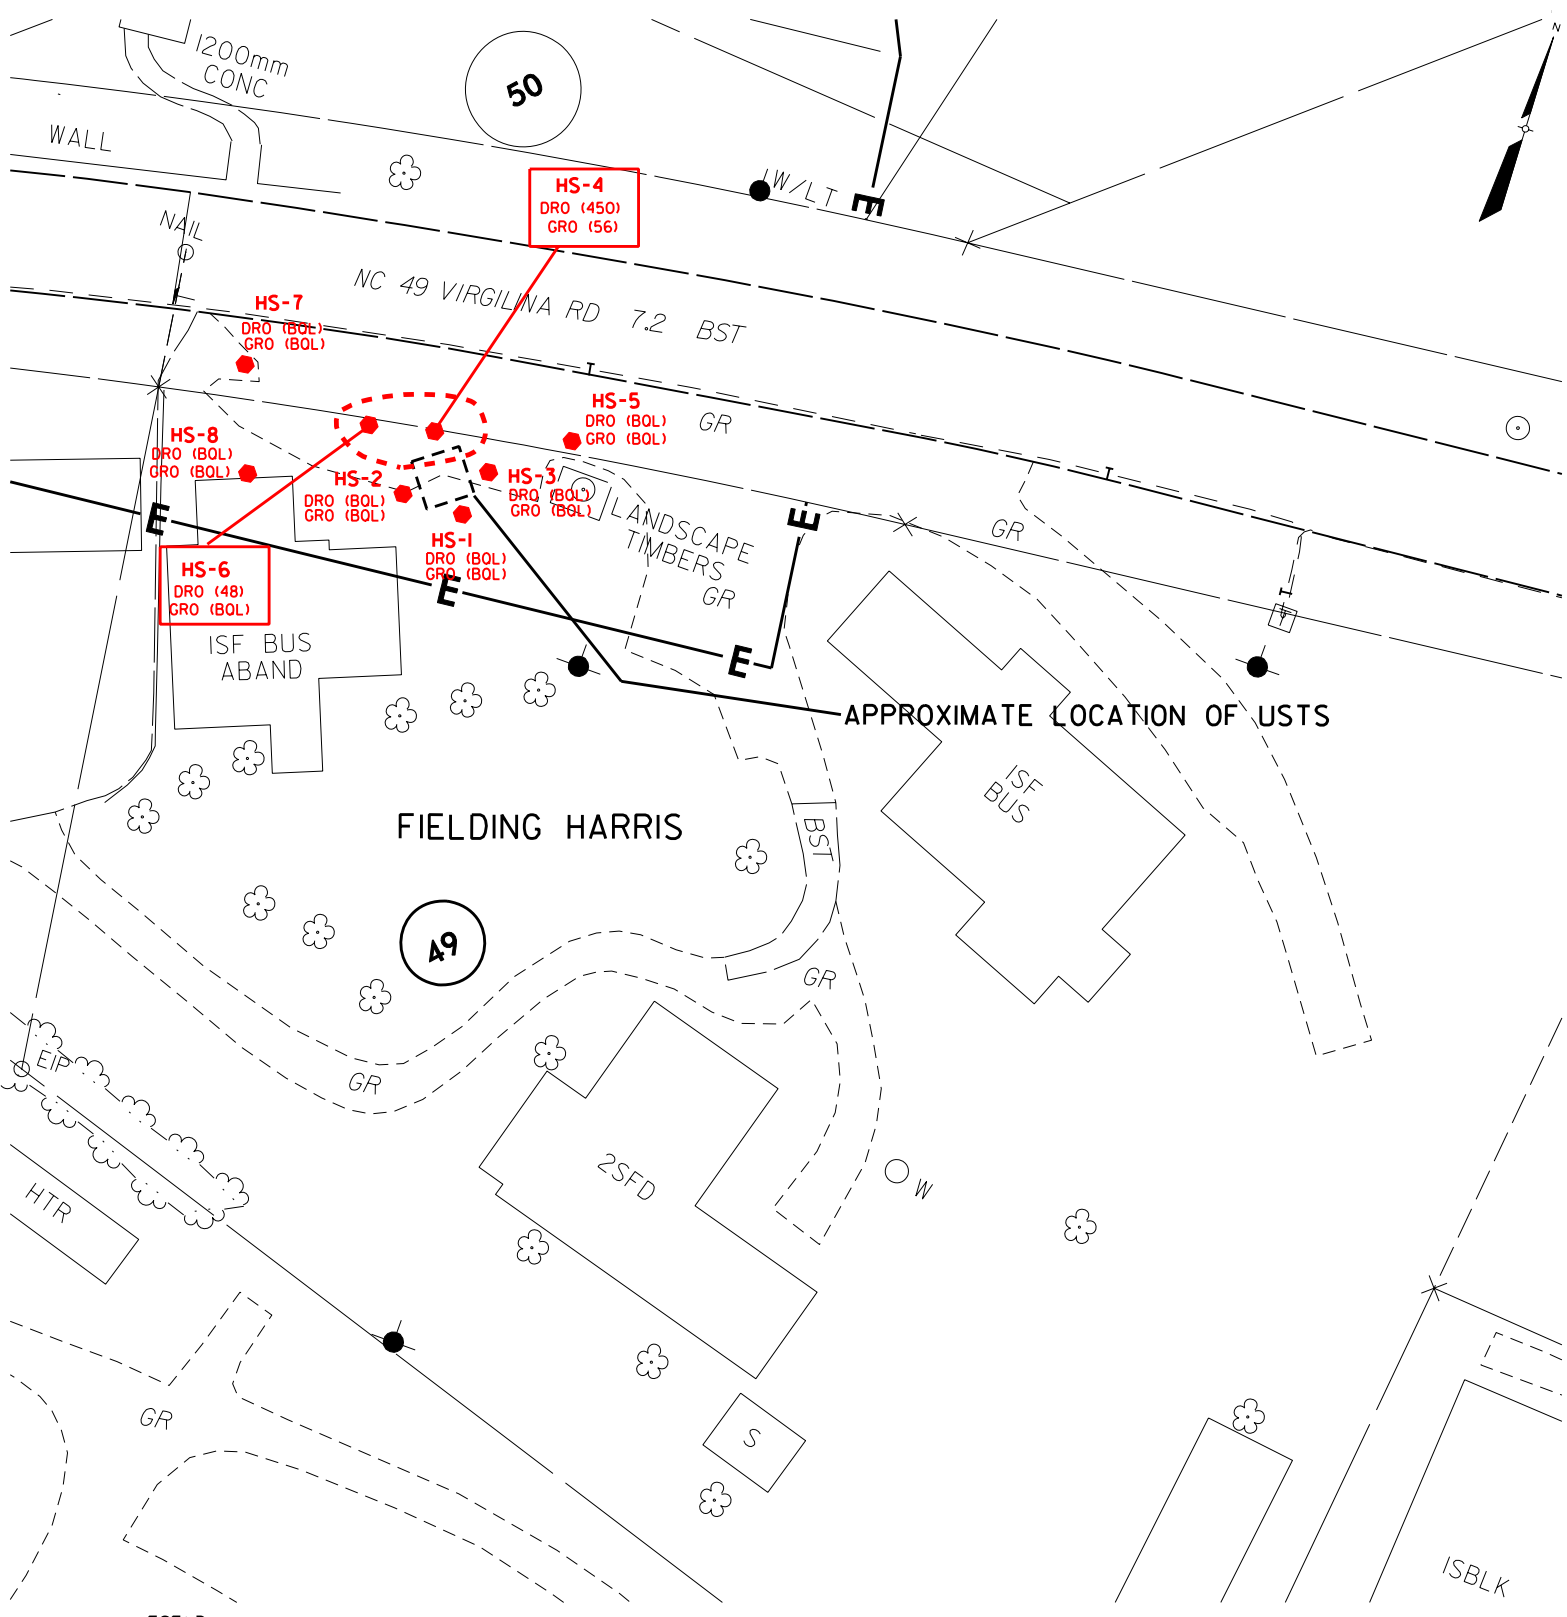 N
1200mm
CONC
50
WALL
W/LT
E
HS-4
DRO (450)
GRO (56)
NAIL
NC 49 VIRGILINA RD 7.2 BST
HS-7
DRO (BOL)
GRO (BOL)
T
HS-5
DRO (BOL)
GRO (BOL)
GR
HS-8
DRO (BOL)
GRO (BOL)
HS-2
DRO (BOL)
GRO (BOL)
HS-3
DRO (BOL)
GRO (BOL)
T
E
E
LANDSCAPE
TIMBERS
GR
GR
HS-1
DRO (BOL)
GRO (BOL)
E
HS-6
DRO (48)
GRO (BOL)
T
1SF BUS
ABAND
E
APPROXIMATE LOCATION OF USTS
1SF
BUS
FIELDING HARRIS
BST
49
GR
EIP
GR
2SFD
W
HTR
GR
S
1SBLK